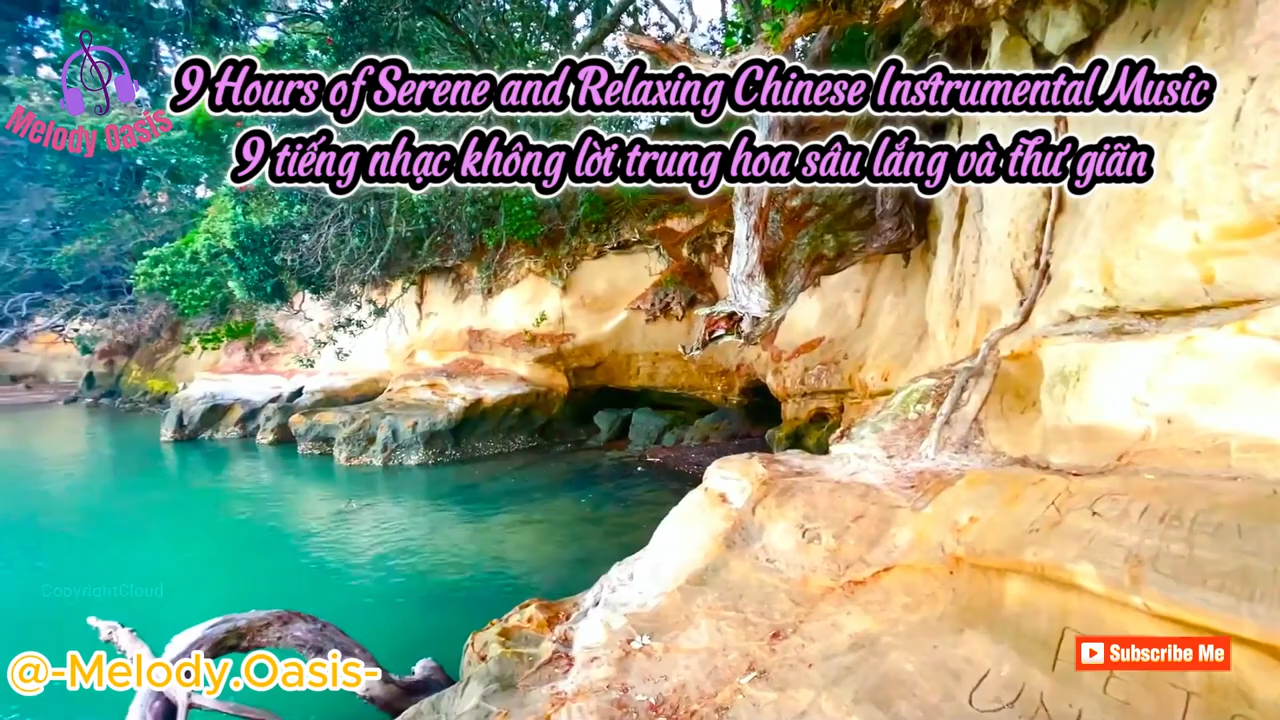 9 Hours of Serene and Relaxing Chinese Instrumental Music
9 tiếng nhạc không lời trung hoa sâu lắng và thư giãn
Melody Oasis
CopyrightCloud
@-Melody.Oasis-
Subscribe Me